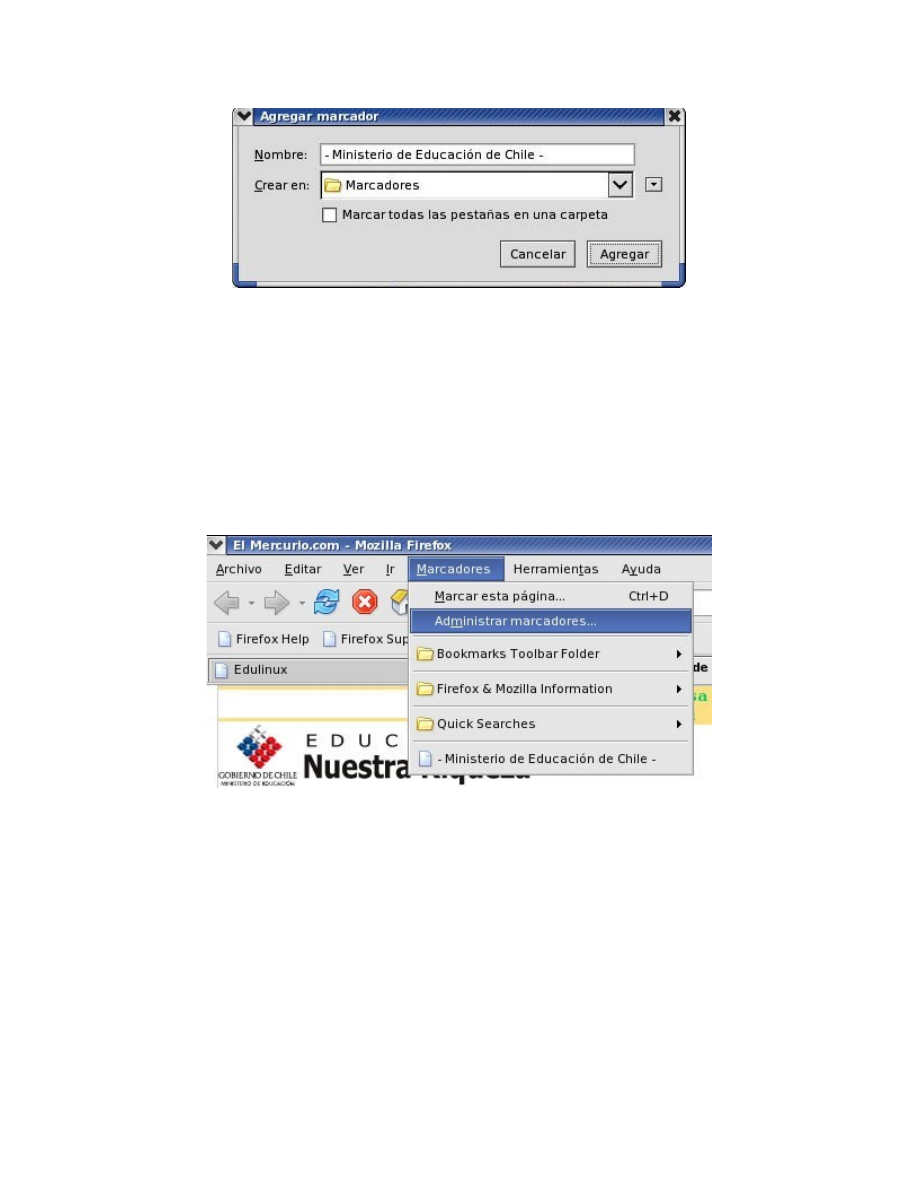 Agregar marcador
Nombre: - Ministerio de Educación de Chile -
Crear en: Marcadores
Marcar todas las pestañas en una carpeta
Cancelar Agregar
El Mercurio.com - Mozilla Firefox
Archivo Editar Ver Ir Marcadores Herramientas Ayuda
Marcar esta página... Ctrl+D
Administrar marcadores...
Firefox Help Firefox Sup
Bookmarks Toolbar Folder
Edulinux de
Firefox & Mozilla Information sa
Quick Searches
E D U C
- Ministerio de Educación de Chile -
Nuestra Riqueza
GOBIERNO DE CHILE
MINISTERIO DE EDUCACIÓN